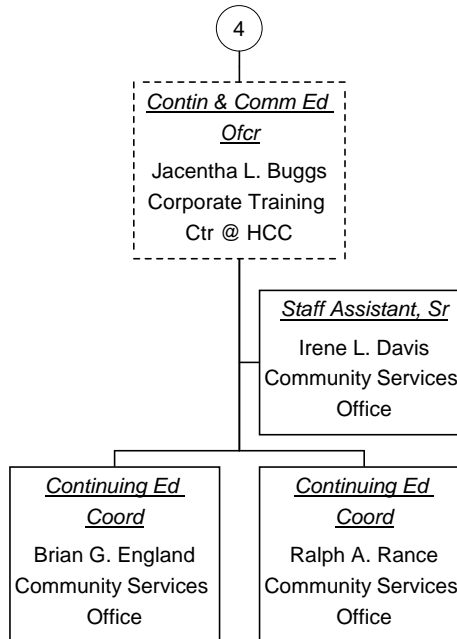 4
Contin & Comm Ed
Ofcr
Jacentha L. Buggs
Corporate Training
Ctr @ HCC
Staff Assistant, Sr
Irene L. Davis
Community Services
Office
Continuing Ed
Coord
Brian G. England
Community Services
Office
Continuing Ed
Coord
Ralph A. Rance
Community Services
Office